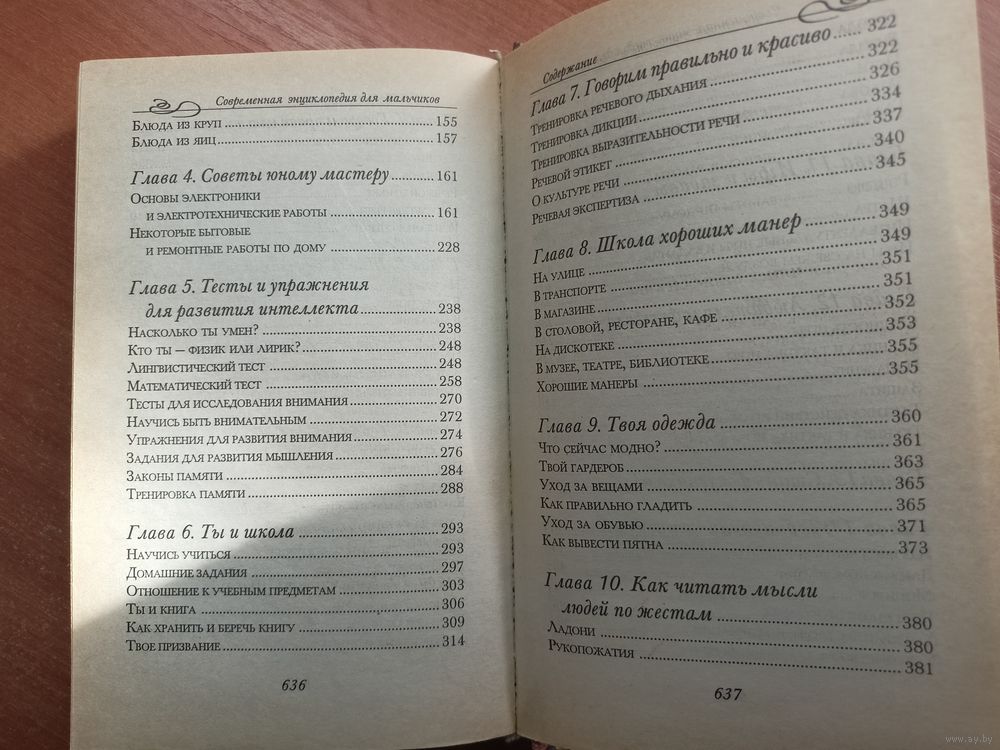 Современная энциклопедия для мальчиков
Блюда из круп 155
Блюда из яиц 157
Глава 4. Советы юному мастеру 161
Основы электроники
и электротехнические работы 161
Некоторые бытовые
и ремонтные работы по дому 228
Глава 5. Тесты и упражнения
для развития интеллекта 238
Насколько ты умен? 238
Кто ты — физик или лирик? 248
Лингвистический тест 248
Математический тест 258
Тесты для исследования внимания 270
Научись быть внимательным 272
Упражнения для развития внимания 274
Задания для развития мышления 276
Законы памяти 284
Тренировка памяти 288
Глава 6. Ты и школа 293
Научись учиться 293
Домашние задания 297
Отношение к учебным предметам 303
Ты и книга 306
Как хранить и беречь книгу 309
Твое призвание 314
636
Содержание
Глава 7. Говорим правильно и красиво 322
Тренировка речевого дыхания 322
Тренировка дикции 326
Тренировка выразительности речи 334
Речевой этикет 337
О культуре речи 340
Речевая экспертиза 345
Глава 8. Школа хороших манер 349
На улице 349
В транспорте 351
В магазине 351
В столовой, ресторане, кафе 352
На дискотеке 353
В музее, театре, библиотеке 355
Хорошие манеры 355
Глава 9. Твоя одежда 360
Что сейчас модно? 361
Твой гардероб 363
Уход за вещами 365
Как правильно гладить 365
Уход за обувью 371
Как вывести пятна 373
Глава 10. Как читать мысли
людей по жестам 380
Ладони 380
Рукопожатия 381
637
www.ay.by